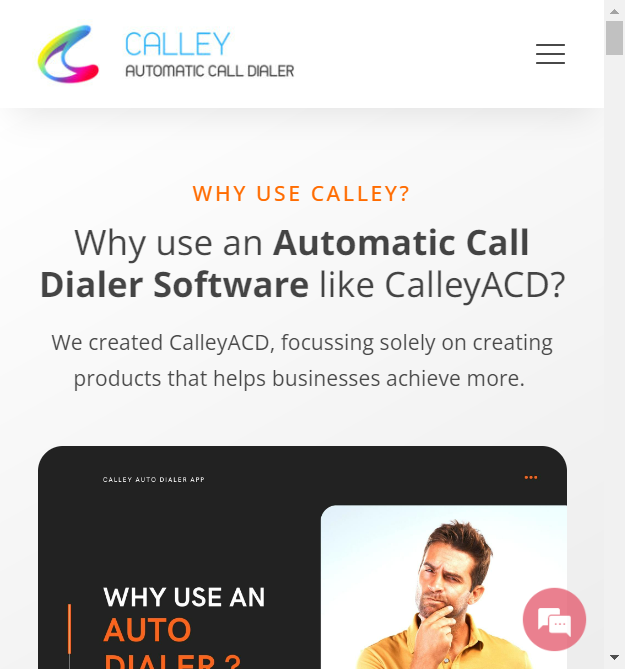 CALLEY
AUTOMATIC CALL DIALER
WHY USE CALLEY?
Why use an Automatic Call
Dialer Software like CalleyACD?
We created CalleyACD, focussing solely on creating
products that helps businesses achieve more.
CALLEY AUTO DIALER APP
WHY USE AN
AUTO
DIALER ?